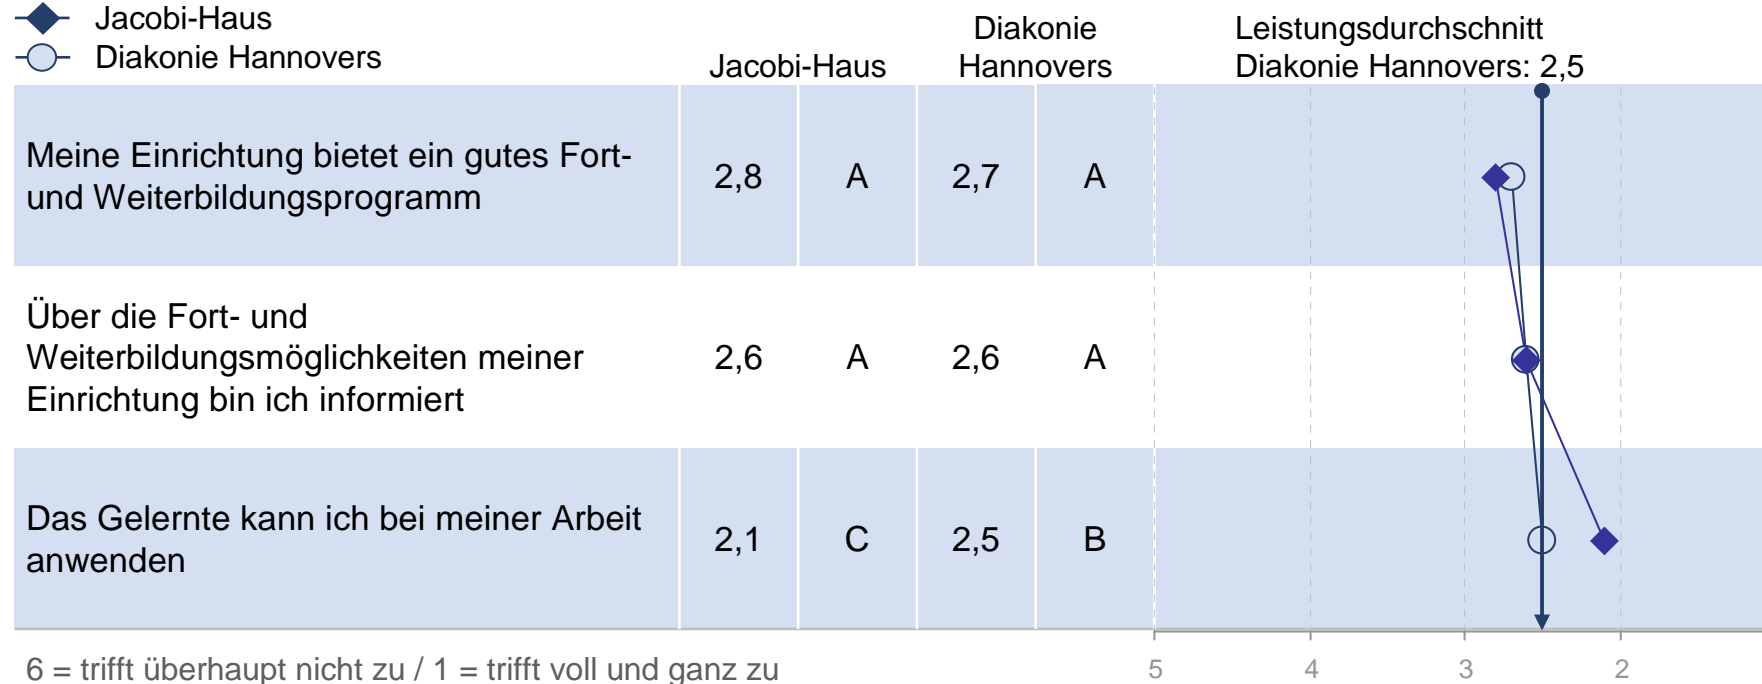 Jacobi-Haus
Diakonie Hannovers
Jacobi-Haus
Diakonie
Hannovers
Leistungsdurchschnitt
Diakonie Hannovers: 2,5
Meine Einrichtung bietet ein gutes Fort-
und Weiterbildungsprogramm
2,8 A 2,7 A
Über die Fort- und
Weiterbildungsmöglichkeiten meiner
Einrichtung bin ich informiert
2,6 A 2,6 A
Das Gelernte kann ich bei meiner Arbeit
anwenden
2,1 C 2,5 B
6 = trifft überhaupt nicht zu / 1 = trifft voll und ganz zu
5 4 3 2